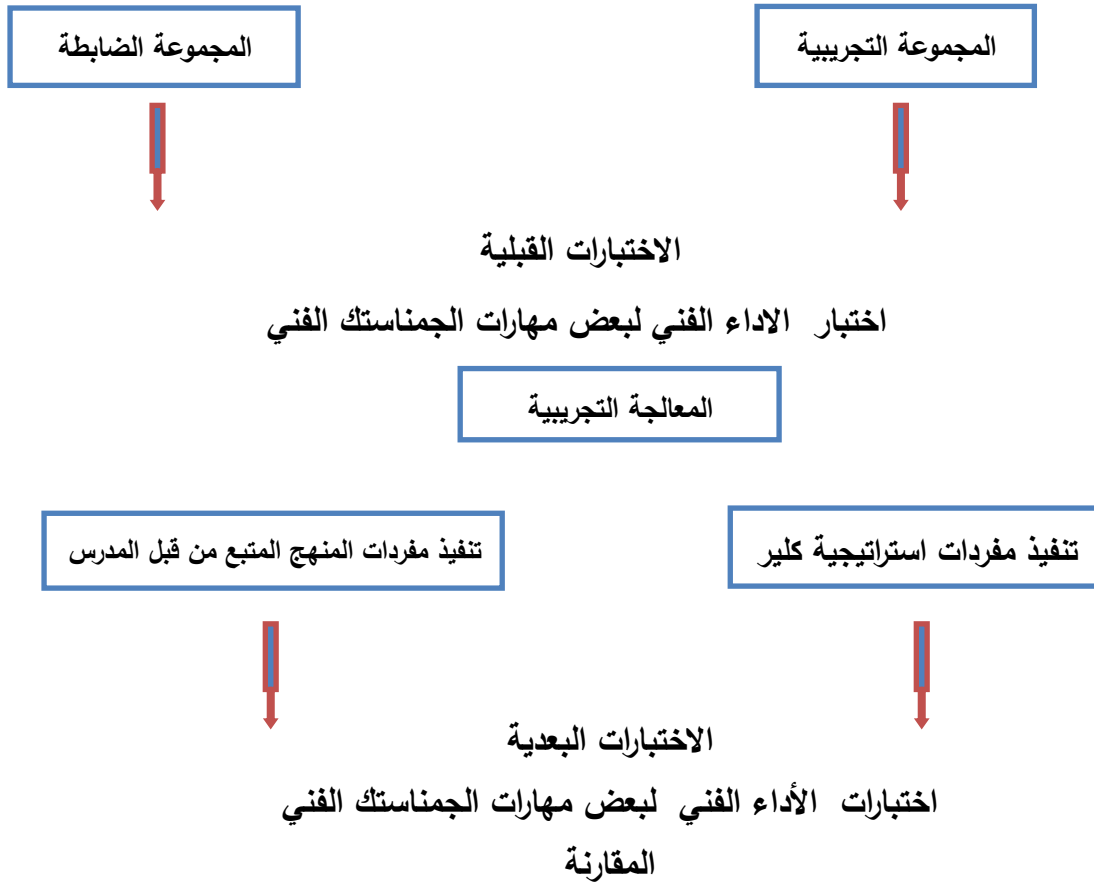 المجموعة التجريبية
المجموعة الضابطة
الاختبارات القبلية
اختبار الاداء الفني لبعض مهارات الجمناستك الفني
المعالجة التجريبية
تنفيذ مفردات استراتيجية كلير
تنفيذ مفردات المنهج المتبع من قبل المدرس
الاختبارات البعدية
اختبارات الأداء الفني لبعض مهارات الجمناستك الفني
المقارنة